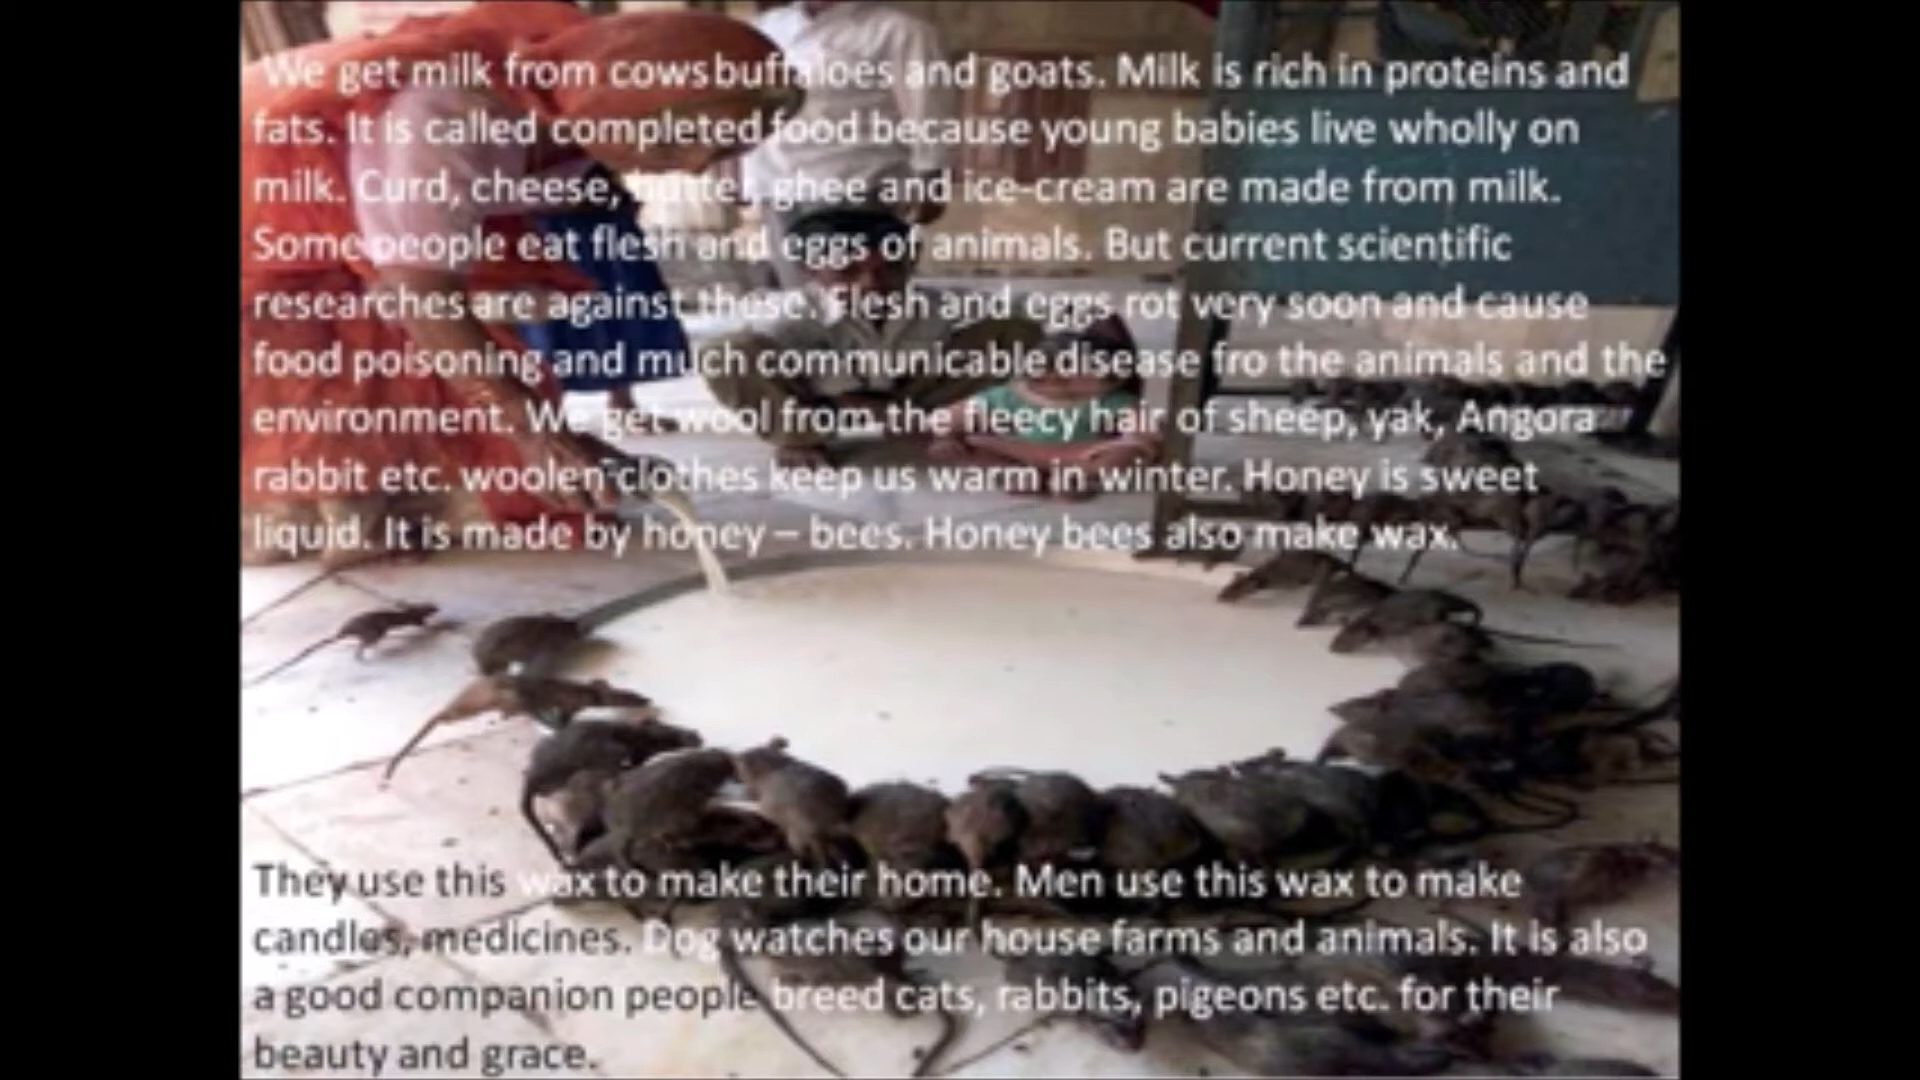 We get milk from cows buffaloes and goats. Milk is rich in proteins and
fats. It is called completed food because young babies live wholly on
milk. Curd, cheese, butter, ghee and ice-cream are made from milk.
Some people eat flesh and eggs of animals. But current scientific
researches are against these. Flesh and eggs rot very soon and cause
food poisoning and much communicable disease fro the animals and the
environment. We get wool from the fleecy hair of sheep, yak, Angora
rabbit etc. woolen clothes keep us warm in winter. Honey is sweet
liquid. It is made by honey – bees. Honey bees also make wax.
They use this wax to make their home. Men use this wax to make
candles, medicines. Dog watches our house farms and animals. It is also
a good companion people breed cats, rabbits, pigeons etc. for their
beauty and grace.